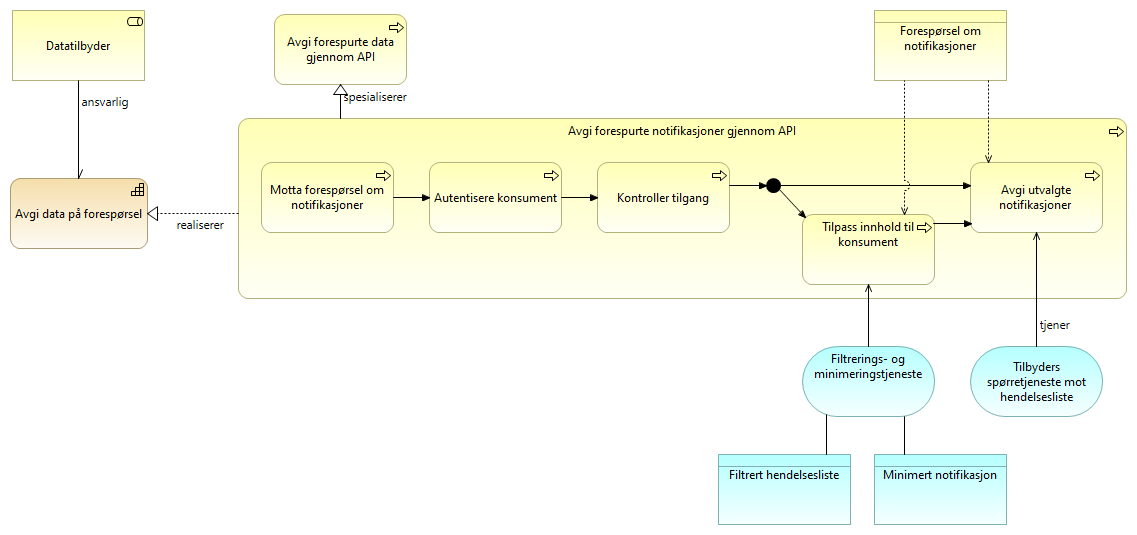 Datatilbyder
Avgi forespurte data
gjennom API
Forespørsel om
notifikasjoner
ansvarlig
spesialiserer
Avgi forespurte notifikasjoner gjennom API
Motta forespørsel om
notifikasjoner
Autentisere konsument
Kontroller tilgang
Avgi utvalgte
notifikasjoner
Avgi data på forespørsel
realiserer
Tilpass innhold til
konsument
tjener
Filtrerings- og
minimeringstjeneste
Tilbyders
spørretjeneste mot
hendelsesliste
Filtrert hendelsesliste
Minimert notifikasjon